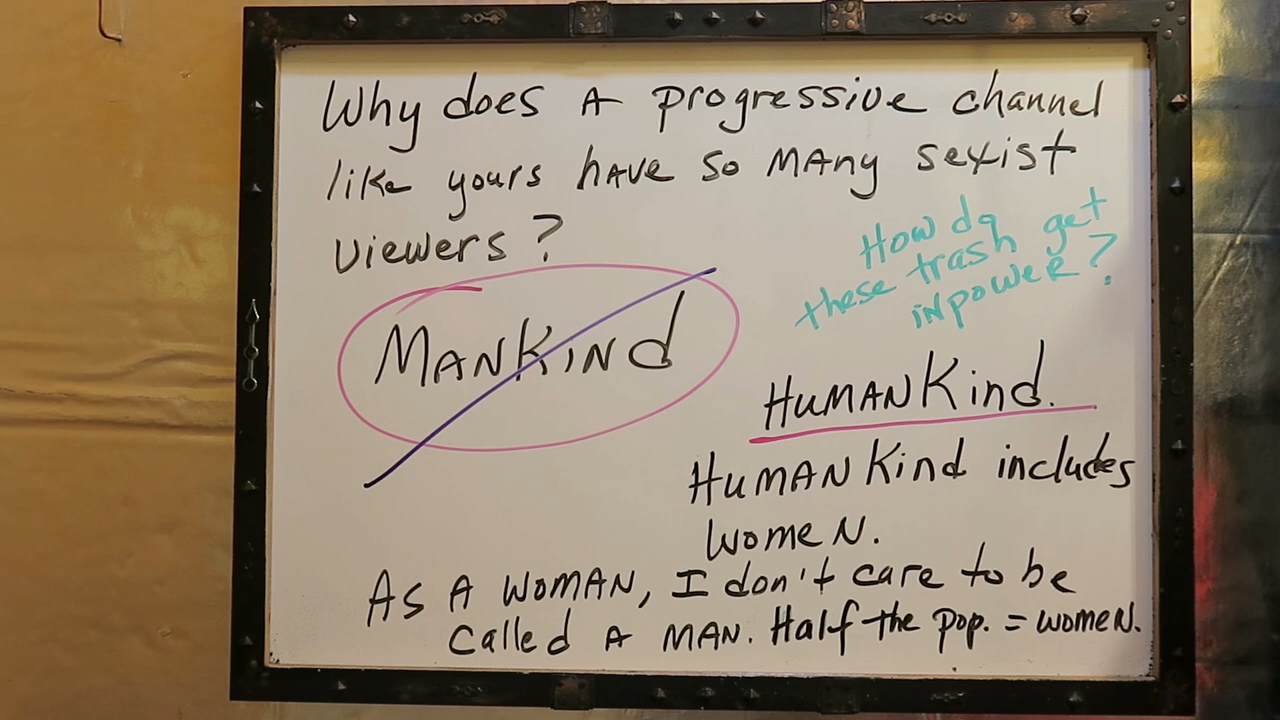 Why does A progressive channel
like yours have so many sexist
viewers?
How do
these trash get
in power?
MANKIND
HUMANKind.
HUMANKind includes
women.
As A woman, I don't care to be
called a man. Half the pop. = women.